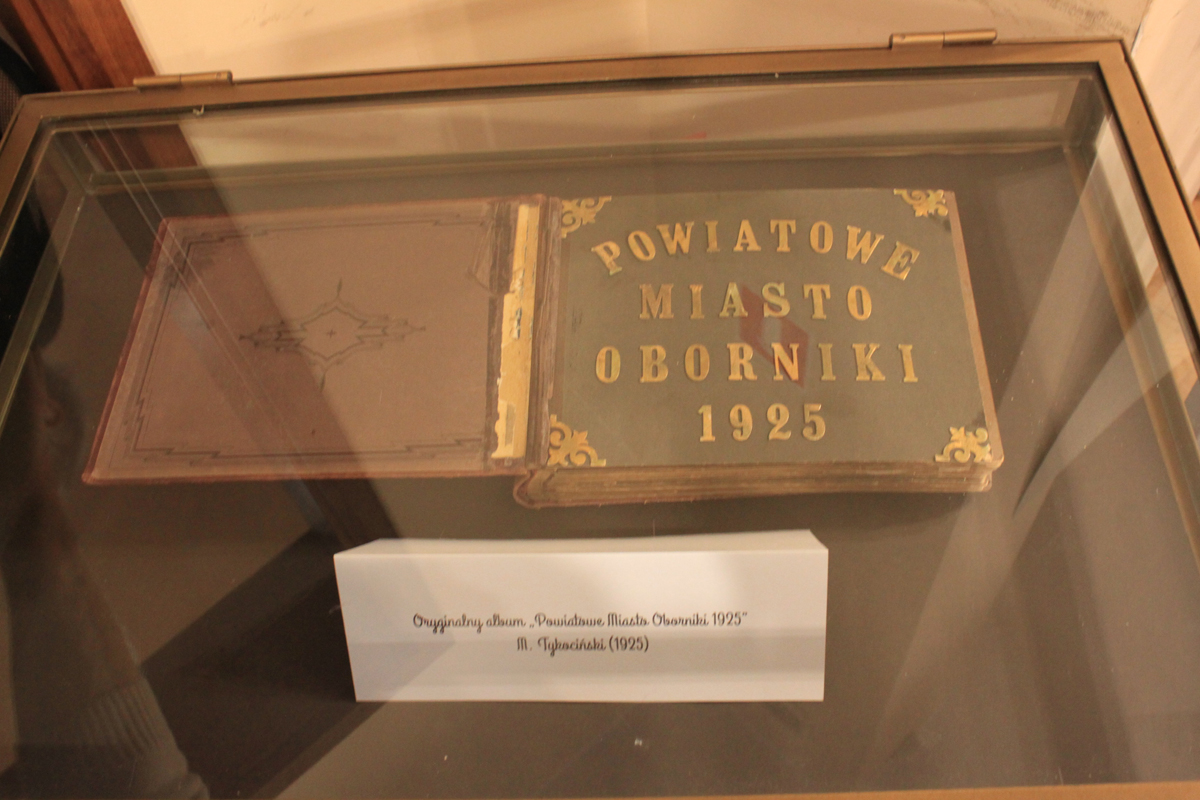 POWIATOWE
MIASTO
OBORNIKI
1925
Oryginalny album „Powiatowe Miasto Oborniki 1925”
M. Tykociński (1925)